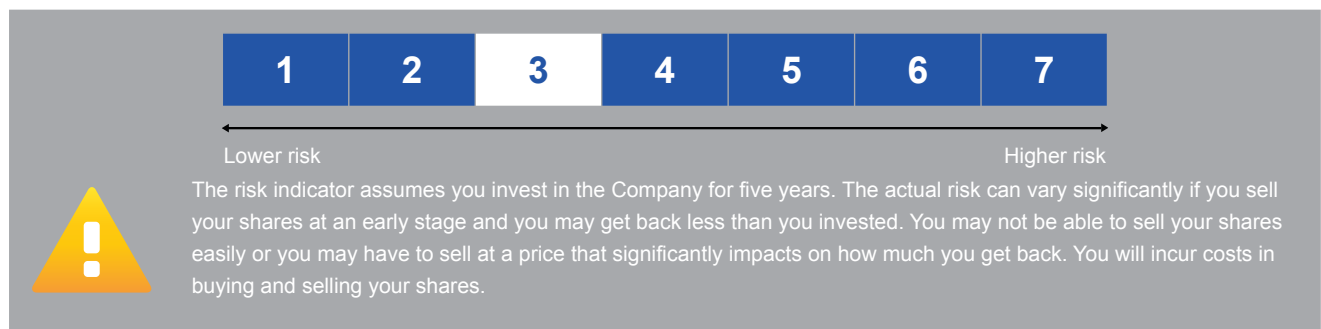 1 2 3 4 5 6 7
Lower risk Higher risk
The risk indicator assumes you invest in the Company for five years. The actual risk can vary significantly if you sell
your shares at an early stage and you may get back less than you invested. You may not be able to sell your shares
easily or you may have to sell at a price that significantly impacts on how much you get back. You will incur costs in
buying and selling your shares.